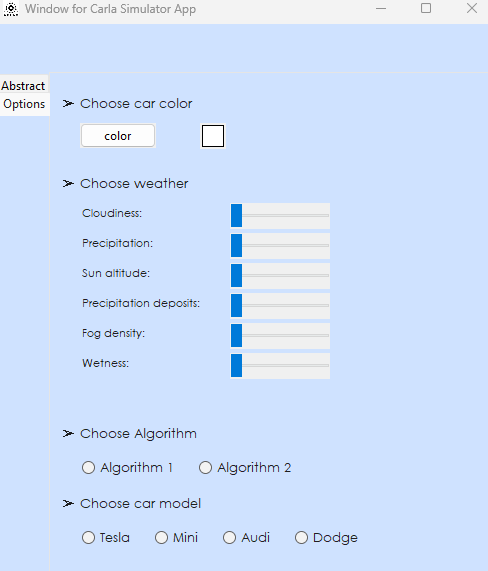 Window for Carla Simulator App
Abstract
Options
➢ Choose car color
color
➢ Choose weather
Cloudiness:
Precipitation:
Sun altitude:
Precipitation deposits:
Fog density:
Wetness:
➢ Choose Algorithm
Algorithm 1 Algorithm 2
➢ Choose car model
Tesla Mini Audi Dodge